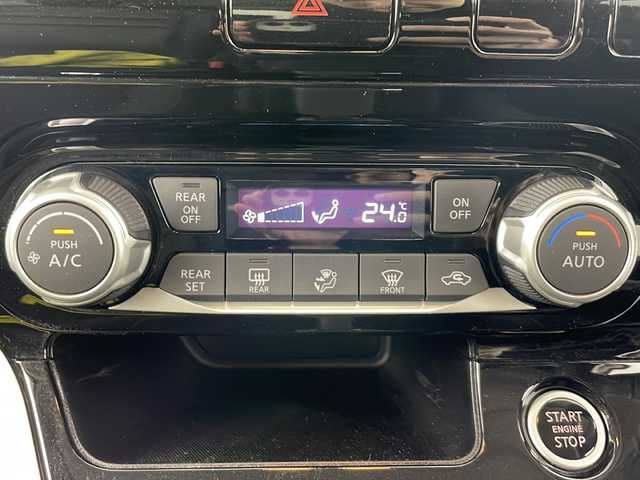 REAR
ON
OFF
24.0 °C
ON
OFF
PUSH
A/C
PUSH
AUTO
REAR
SET
REAR
FRONT
START
ENGINE
STOP